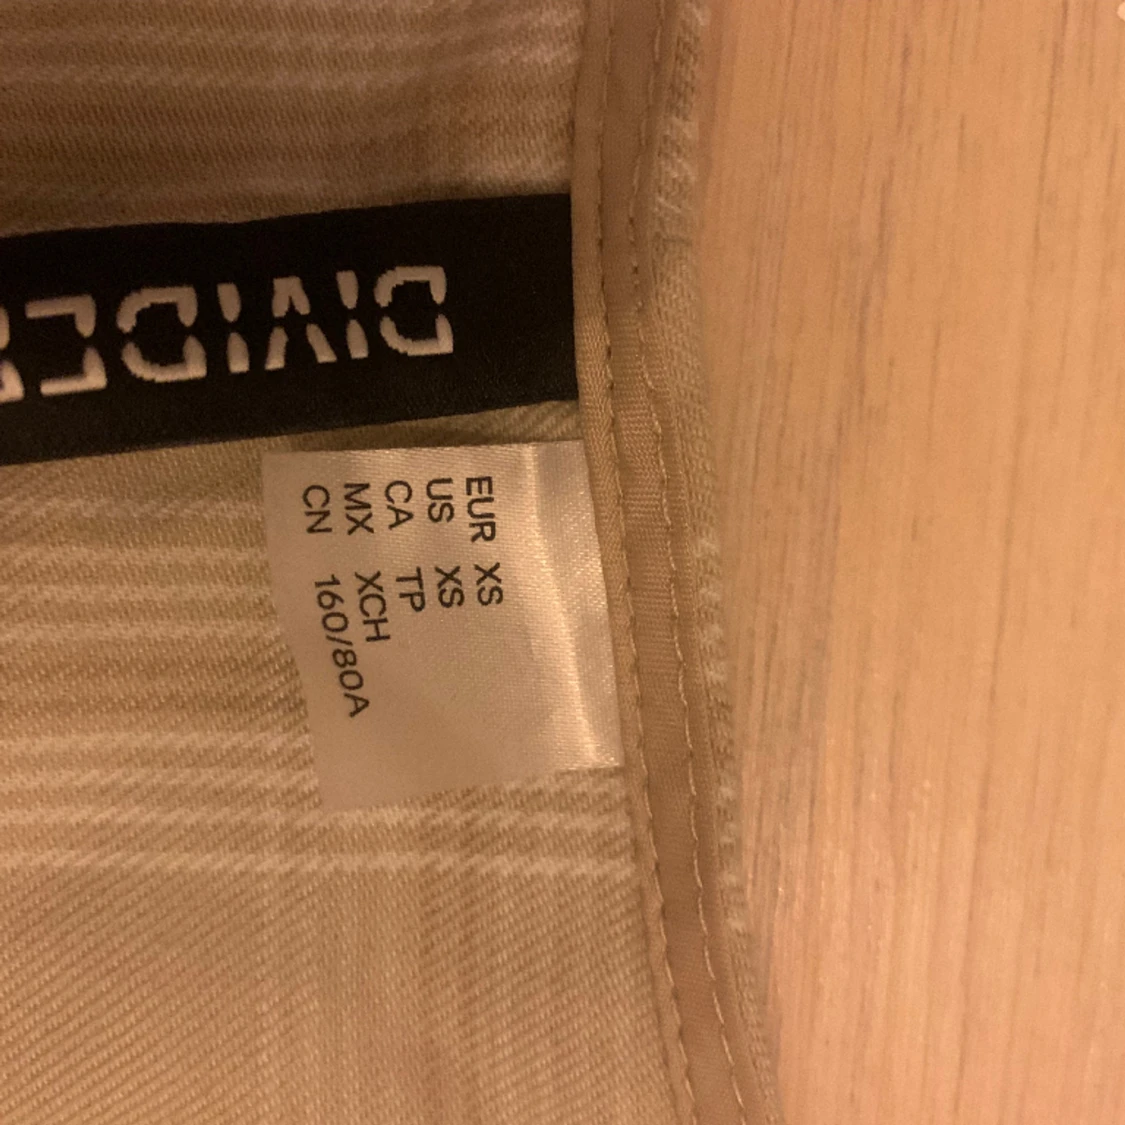 DIVIDED
EUR XS
US XS
CA TP
MX XCH
CN 160/80A